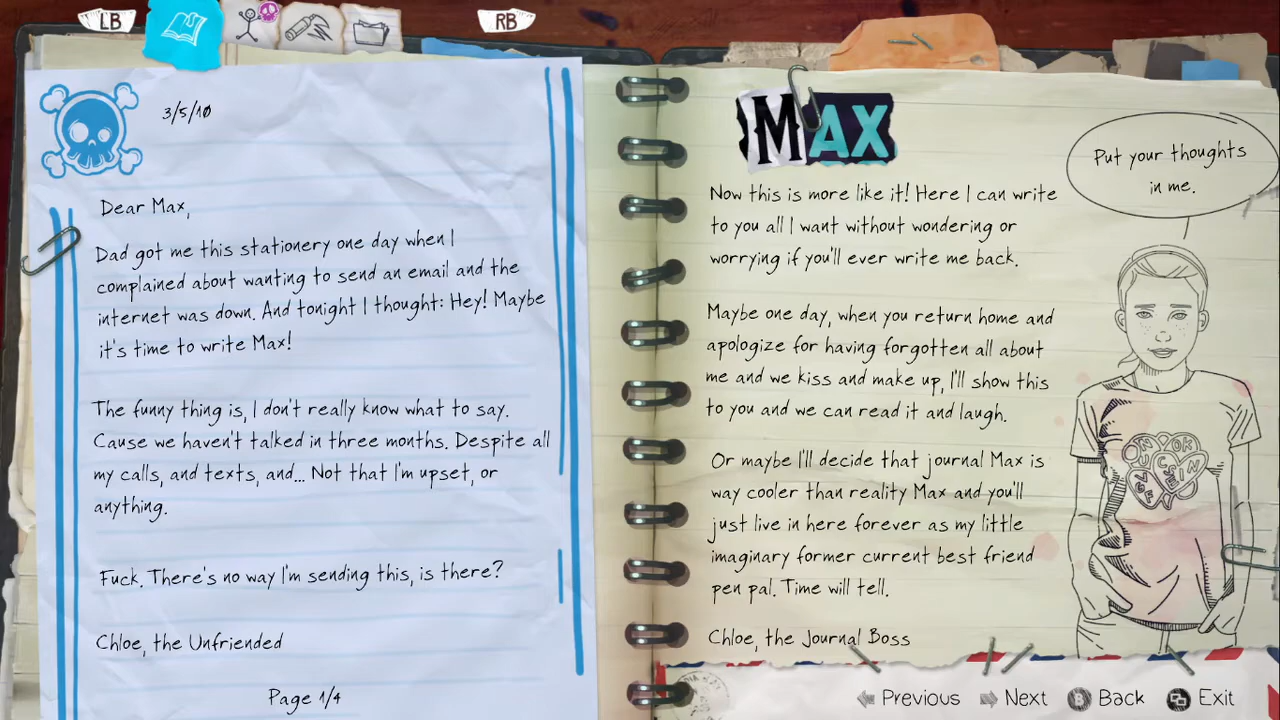 LB
RB
3/5/10
Dear Max,
Dad got me this stationery one day when I
complained about wanting to send an email and the
internet was down. And tonight I thought: Hey! Maybe
it's time to write Max!
The funny thing is, I don't really know what to say.
Cause we haven't talked in three months. Despite all
my calls, and texts, and... Not that I'm upset, or
anything.
Fuck. There's no way I'm sending this, is there?
Chloe, the Unfriended
Page 1/4
MAX
Now this is more like it! Here I can write
to you all I want without wondering or
worrying if you'll ever write me back.
Maybe one day, when you return home and
apologize for having forgotten all about
me and we kiss and make up, I'll show this
to you and we can read it and laugh.
Or maybe I'll decide that journal Max is
way cooler than reality Max and you'll
just live in here forever as my little
imaginary former current best friend
pen pal. Time will tell.
Chloe, the Journal Boss
Put your thoughts
in me.
Previous
Next
B
Back
Exit